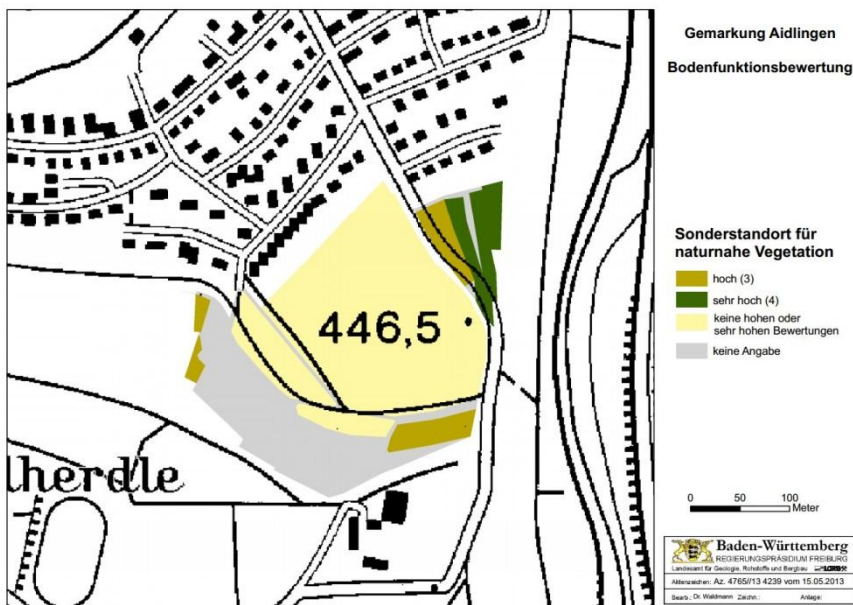 Gemarkung Aidlingen
Bodenfunktionsbewertung
446,5
lherdle
Sonderstandort für
naturnahe Vegetation
hoch (3)
sehr hoch (4)
keine hohen oder
sehr hohen Bewertungen
keine Angabe
0 50 100
Meter
Baden-Württemberg
REGIERUNGSPRÄSIDIUM FREIBURG
Landesamt für Geologie, Rohstoffe und Bergbau LGRB
Aktenzeichen: Az. 4765//13 4239 vom 15.05.2013
Bearb.: Dr. Waldmann Zeichn.: Anlage: